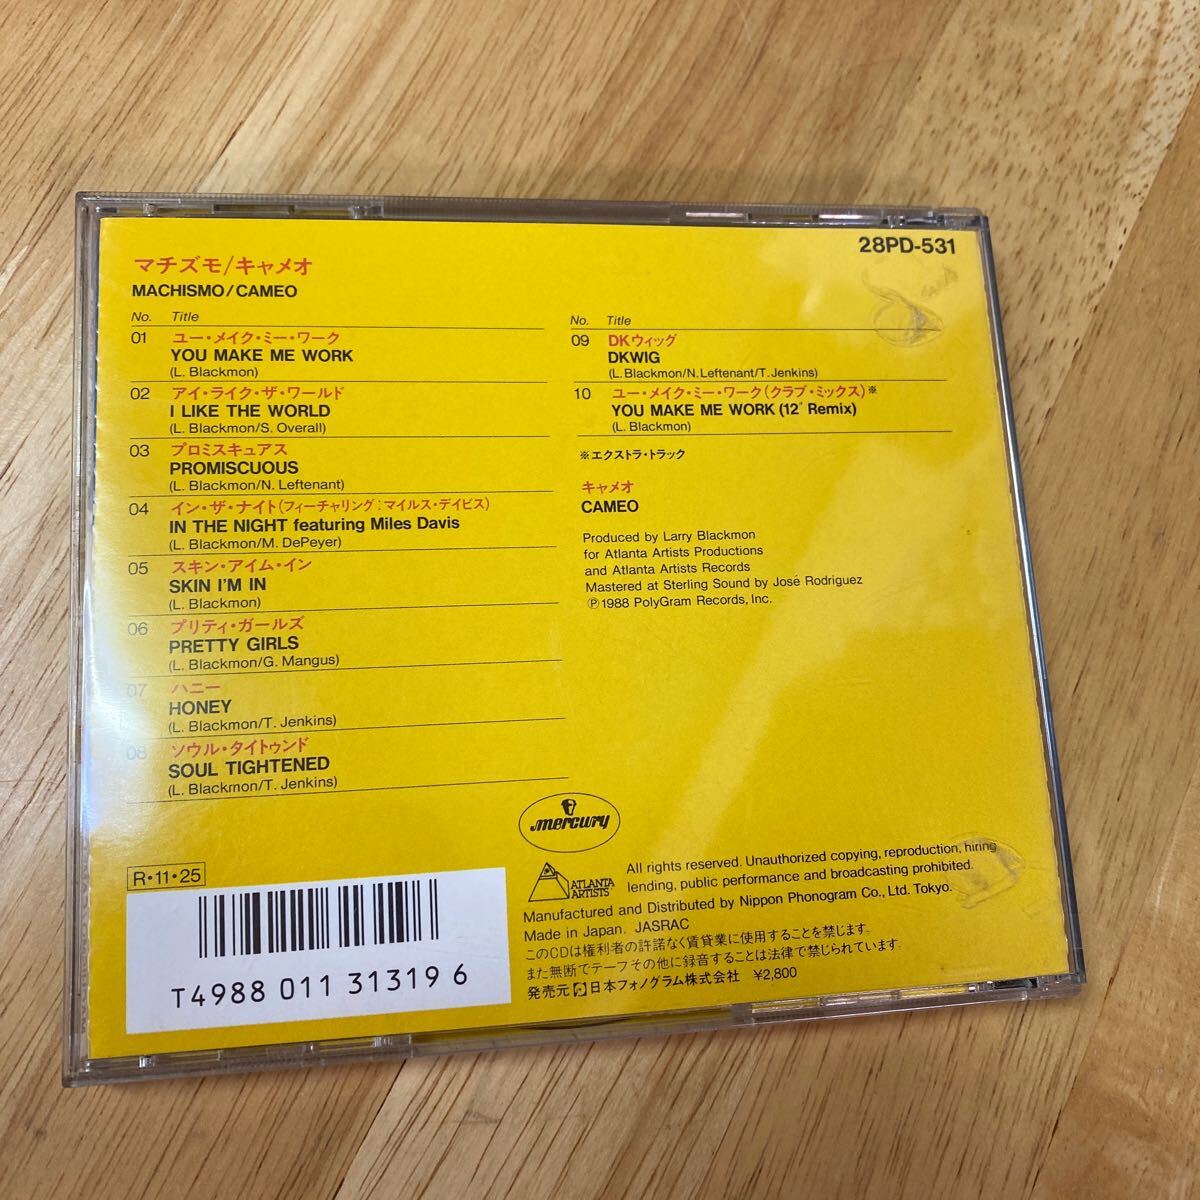 28PD-531
マチズモ/キャメオ
MACHISMO/CAMEO
No. Title
01 ユー・メイク・ミー・ワーク
YOU MAKE ME WORK
(L. Blackmon)
02 アイ・ライク・ザ・ワールド
I LIKE THE WORLD
(L. Blackmon/S. Overall)
03 プロミスキュアス
PROMISCUOUS
(L. Blackmon/N. Leftenant)
04 イン・ザ・ナイト(フィーチャリング:マイルス・デイビス)
IN THE NIGHT featuring Miles Davis
(L. Blackmon/M. DePeyer)
05 スキン・アイム・イン
SKIN I'M IN
(L. Blackmon)
06 プリティ・ガールズ
PRETTY GIRLS
(L. Blackmon/G. Mangus)
07 ハニー
HONEY
(L. Blackmon/T. Jenkins)
08 ソウル・タイトゥンド
SOUL TIGHTENED
(L. Blackmon/T. Jenkins)
No. Title
09 DKウィッグ
DKWIG
(L. Blackmon/N. Leftenant/T. Jenkins)
10 ユー・メイク・ミー・ワーク(クラブ・ミックス)※
YOU MAKE ME WORK (12" Remix)
(L. Blackmon)
※エクストラ・トラック
キャメオ
CAMEO
Produced by Larry Blackmon
for Atlanta Artists Productions
and Atlanta Artists Records
Mastered at Sterling Sound by José Rodriguez
℗1988 PolyGram Records, Inc.
mercury
R・11・25
T4988 011 313196
ATLANTA
ARTISTS
All rights reserved. Unauthorized copying, reproduction, hiring
lending, public performance and broadcasting prohibited.
Manufactured and Distributed by Nippon Phonogram Co., Ltd. Tokyo.
Made in Japan. JASRAC
このCDは権利者の許諾なく賃貸業に使用することを禁じます。
また無断でテープその他に録音することは法律で禁じられています。
発売元 日本フォノグラム株式会社 ¥2,800